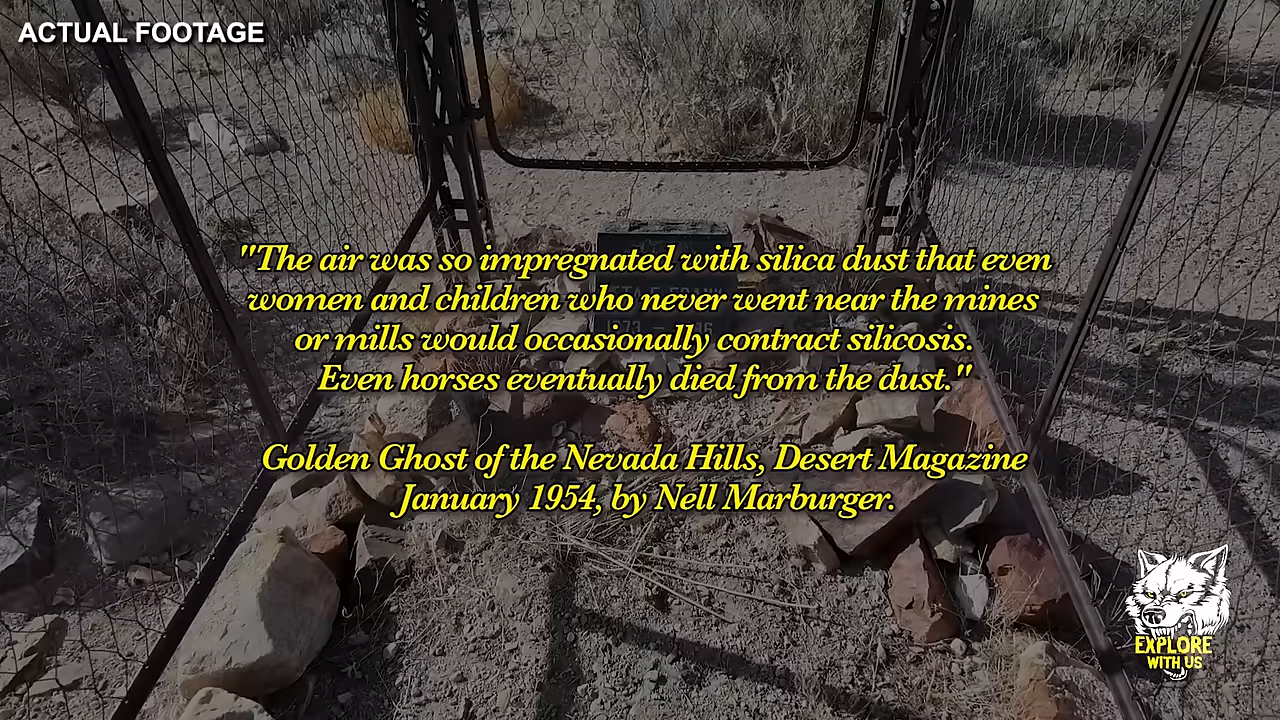 ACTUAL FOOTAGE
"The air was so impregnated with silica dust that even
women and children who never went near the mines
or mills would occasionally contract silicosis.
Even horses eventually died from the dust."
Golden Ghost of the Nevada Hills, Desert Magazine
January 1954, by Nell Marburger.
EXPLORE
WITH US